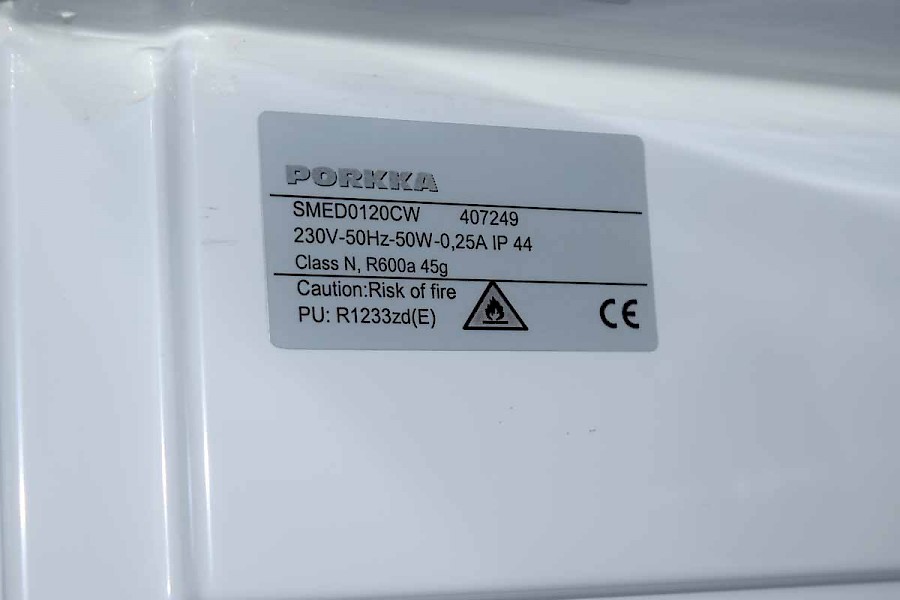 PORKKA
SMED0120CW 407249
230V-50Hz-50W-0,25A IP 44
Class N, R600a 45g
Caution:Risk of fire
PU: R1233zd(E)
CE